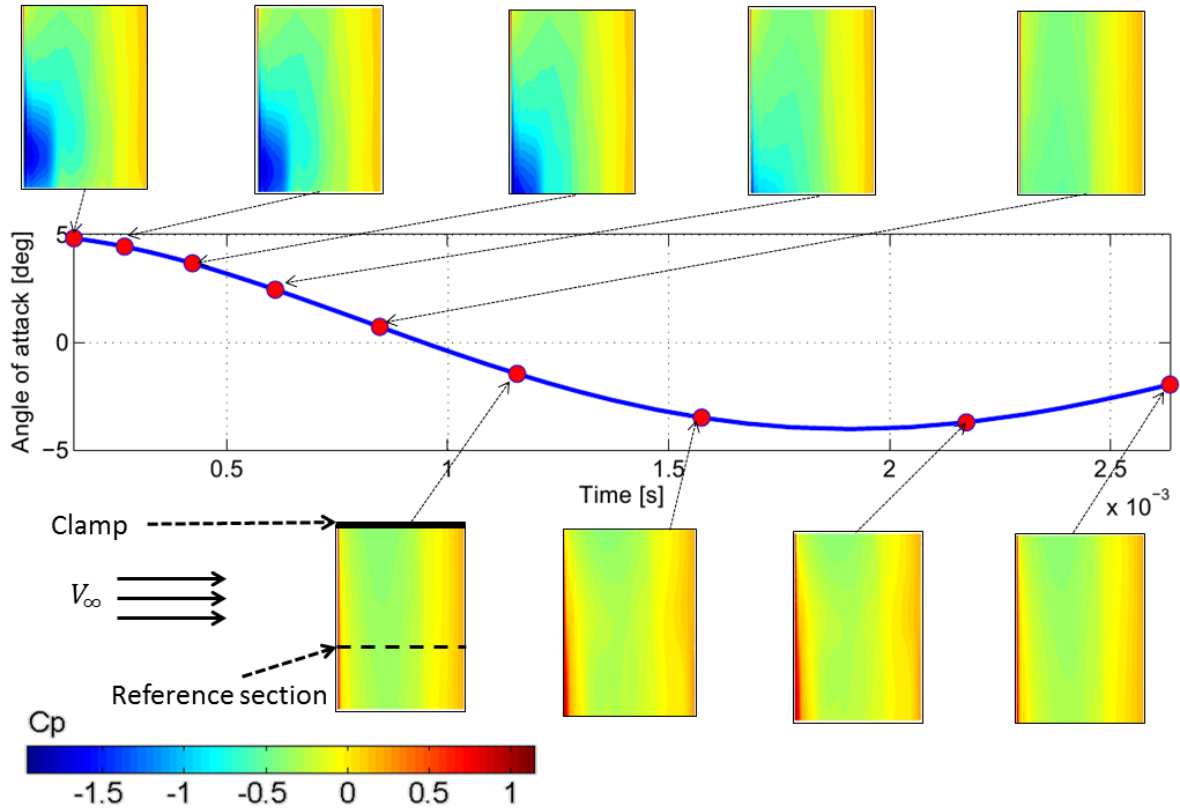 Angle of attack [deg]
5
0
−5
0.5
1
1.5
2
2.5
Time [s]
x 10⁻³
Clamp
V∞
Reference section
Cp
-1.5
-1
-0.5
0
0.5
1